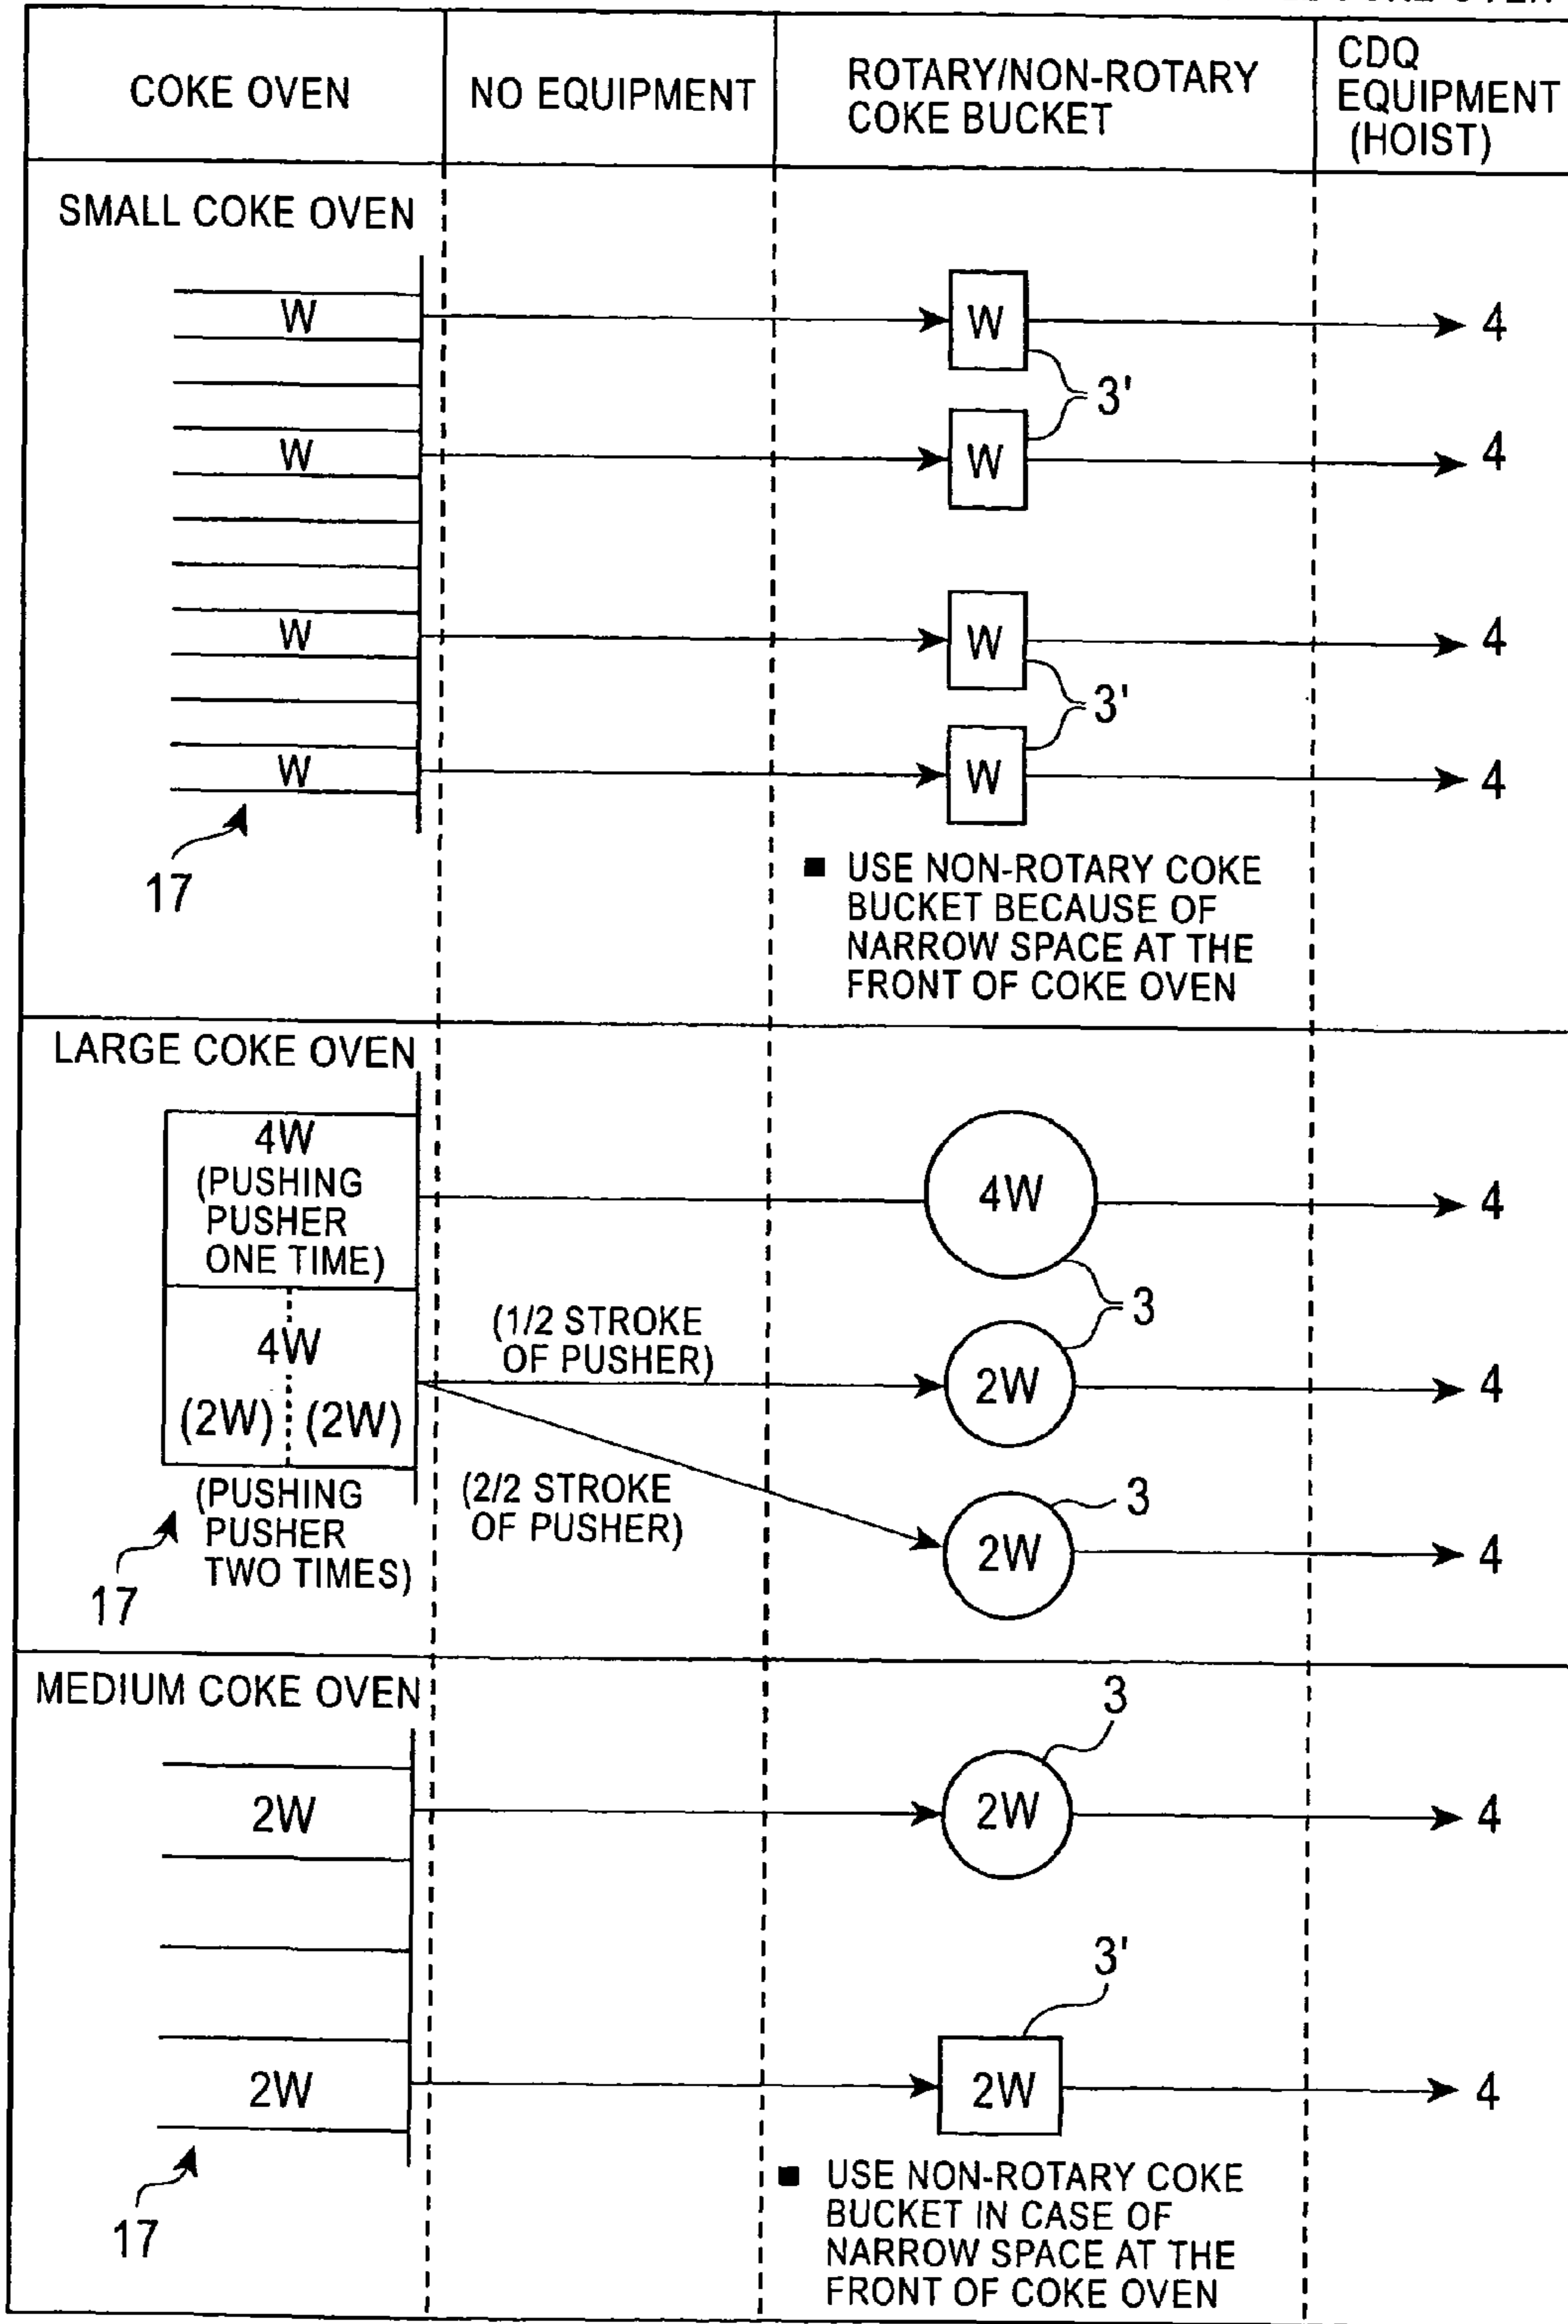 COKE OVEN
NO EQUIPMENT
ROTARY/NON-ROTARY
COKE BUCKET
CDQ
EQUIPMENT
(HOIST)
SMALL COKE OVEN
W
W
4
3'
W
W
4
W
W
4
3'
W
W
4
17
■ USE NON-ROTARY COKE
BUCKET BECAUSE OF
NARROW SPACE AT THE
FRONT OF COKE OVEN
LARGE COKE OVEN
4W
(PUSHING
PUSHER
ONE TIME)
4W
4
3
4W
(2W) (2W)
(1/2 STROKE
OF PUSHER)
2W
4
(PUSHING
PUSHER
TWO TIMES)
(2/2 STROKE
OF PUSHER)
3
2W
4
17
MEDIUM COKE OVEN
3
2W
2W
4
3'
2W
2W
4
17
■ USE NON-ROTARY COKE
BUCKET IN CASE OF
NARROW SPACE AT THE
FRONT OF COKE OVEN